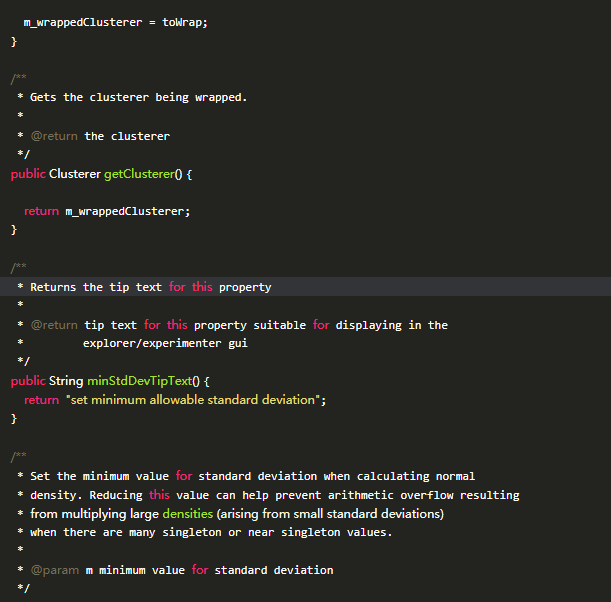 m_wrappedClusterer = toWrap;
}
/**
* Gets the clusterer being wrapped.
*
* @return the clusterer
*/
public Clusterer getClusterer() {
return m_wrappedClusterer;
}
/**
* Returns the tip text for this property
*
* @return tip text for this property suitable for displaying in the
* explorer/experimenter gui
*/
public String minStdDevTipText() {
return "set minimum allowable standard deviation";
}
/**
* Set the minimum value for standard deviation when calculating normal
* density. Reducing this value can help prevent arithmetic overflow resulting
* from multiplying large densities (arising from small standard deviations)
* when there are many singleton or near singleton values.
*
* @param m minimum value for standard deviation
*/